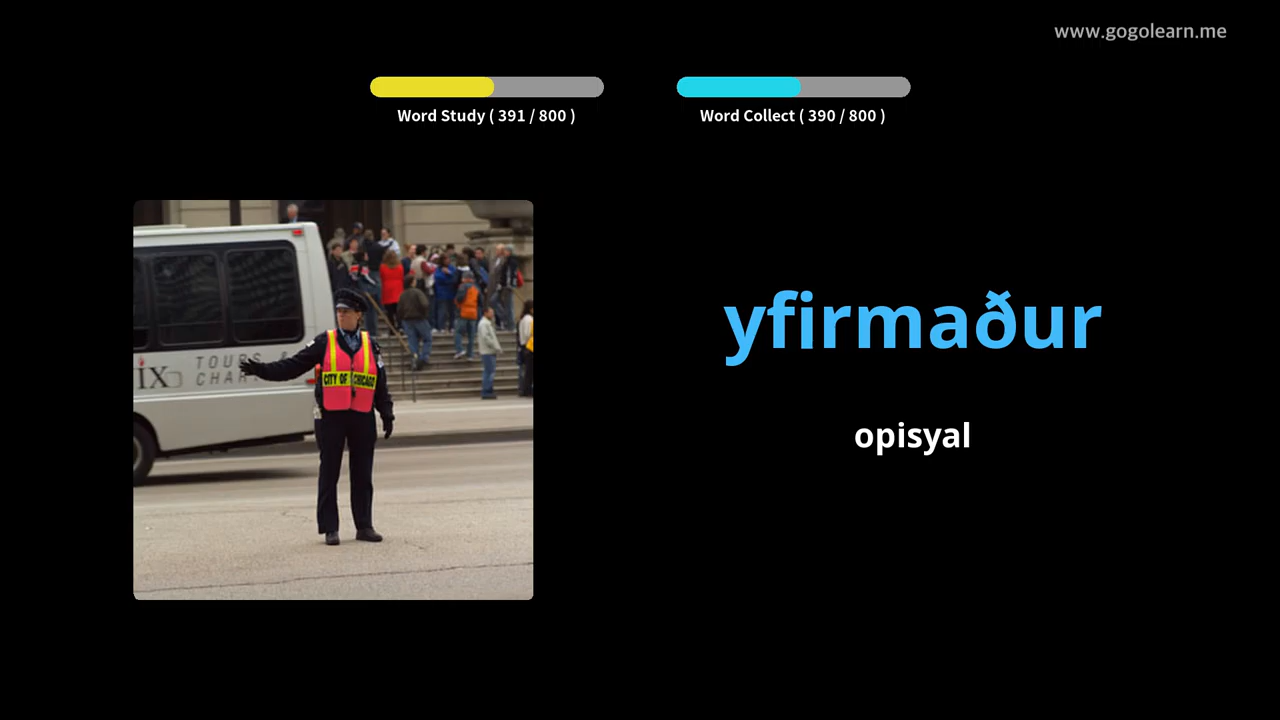 www.gogolearn.me
Word Study ( 391 / 800 )
Word Collect ( 390 / 800 )
TOURS &
CHAR
IX
CITY OF CHICAGO
yfirmaður
opisyal